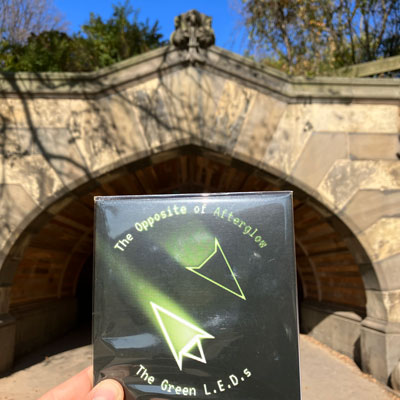 The Opposite of Afterglow
The Green L.E.D.s